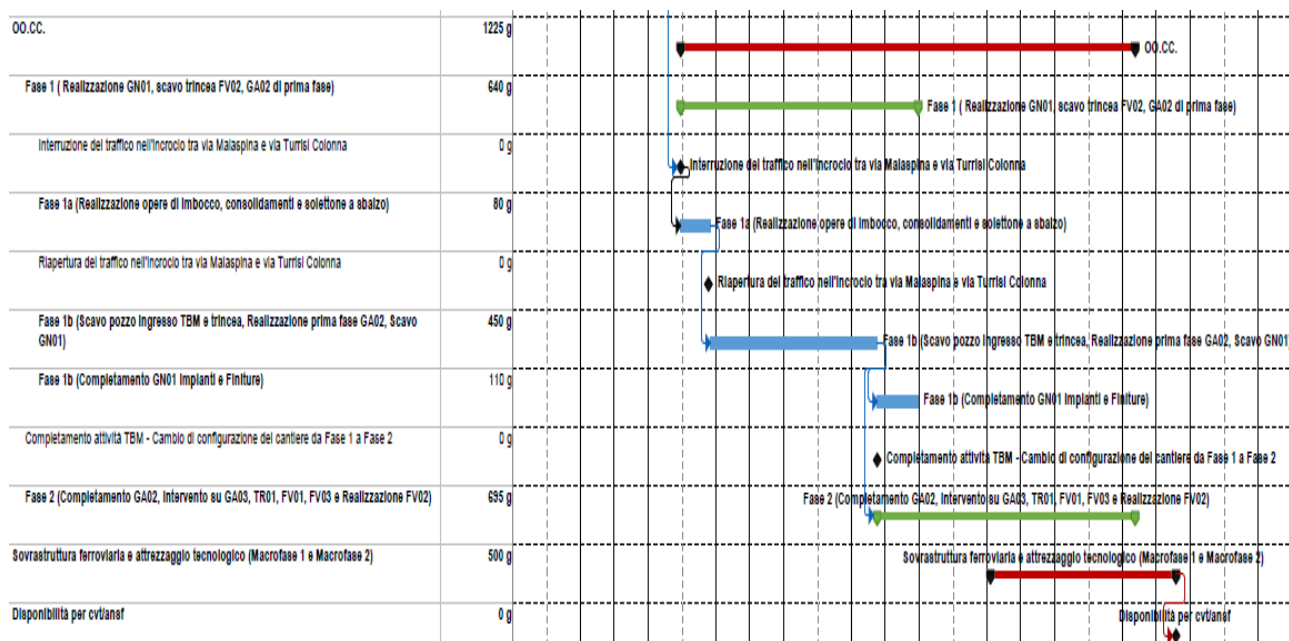 OO.CC. 1225 g
OO.CC.
Fase 1 ( Realizzazione GN01, scavo trincea FV02, GA02 di prima fase) 640 g
Fase 1 ( Realizzazione GN01, scavo trincea FV02, GA02 di prima fase)
Interruzione del traffico nell'incrocio tra via Malaspina e via Turrisi Colonna 0 g
Interruzione del traffico nell'incrocio tra via Malaspina e via Turrisi Colonna
Fase 1a (Realizzazione opere di imbocco, consolidamenti e solettone a sbalzo) 80 g
Fase 1a (Realizzazione opere di imbocco, consolidamenti e solettone a sbalzo)
Riapertura del traffico nell'incrocio tra via Malaspina e via Turrisi Colonna 0 g
Riapertura del traffico nell'incrocio tra via Malaspina e via Turrisi Colonna
Fase 1b (Scavo pozzo ingresso TBM e trincea, Realizzazione prima fase GA02, Scavo 450 g
GN01)
Fase 1b (Scavo pozzo ingresso TBM e trincea, Realizzazione prima fase GA02, Scavo GN01)
Fase 1b (Completamento GN01 Impianti e Finiture) 110 g
Fase 1b (Completamento GN01 Impianti e Finiture)
Completamento attività TBM - Cambio di configurazione del cantiere da Fase 1 a Fase 2 0 g
Completamento attività TBM - Cambio di configurazione del cantiere da Fase 1 a Fase 2
Fase 2 (Completamento GA02, Intervento su GA03, TR01, FV01, FV03 e Realizzazione FV02) 695 g
Fase 2 (Completamento GA02, Intervento su GA03, TR01, FV01, FV03 e Realizzazione FV02)
Sovrastruttura ferroviaria e attrezzaggio tecnologico (Macrofase 1 e Macrofase 2) 500 g
Sovrastruttura ferroviaria e attrezzaggio tecnologico (Macrofase 1 e Macrofase 2)
Disponibilità per cvt/ansf 0 g
Disponibilità per cvt/ansf